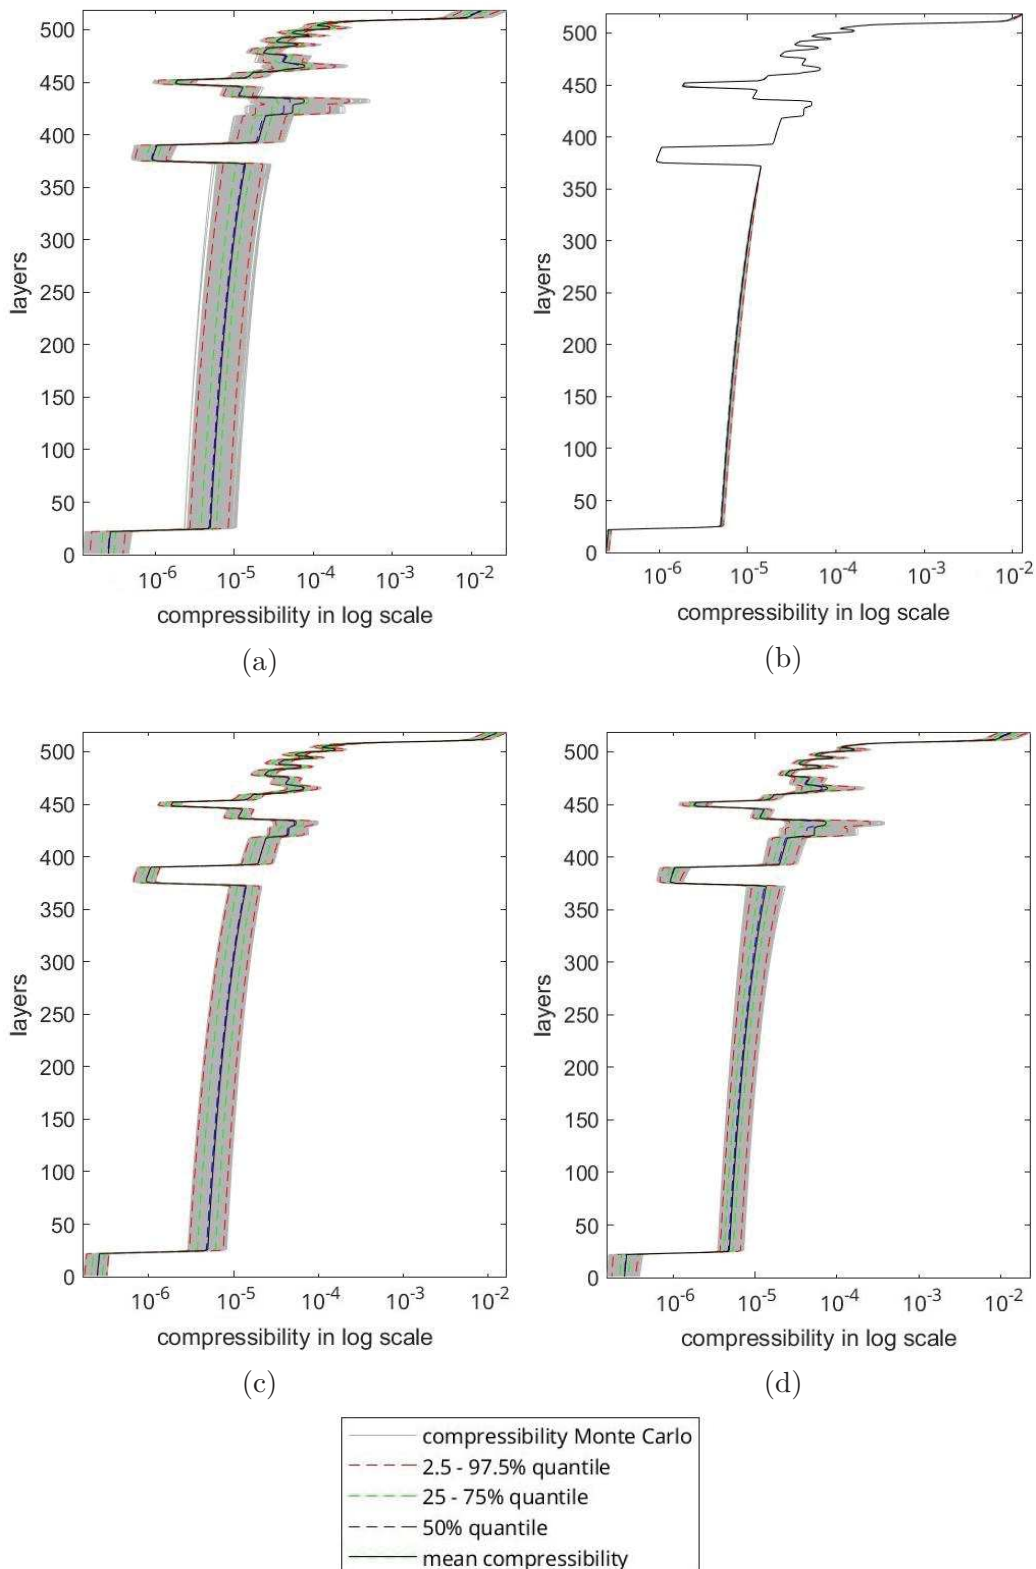 500
450
400
350
300
250
200
150
100
50
0
layers
10-6 10-5 10-4 10-3 10-2
compressibility in log scale
(a)
500
450
400
350
300
250
200
150
100
50
0
layers
10-6 10-5 10-4 10-3 10-2
compressibility in log scale
(b)
500
450
400
350
300
250
200
150
100
50
0
layers
10-6 10-5 10-4 10-3 10-2
compressibility in log scale
(c)
500
450
400
350
300
250
200
150
100
50
0
layers
10-6 10-5 10-4 10-3 10-2
compressibility in log scale
(d)
compressibility Monte Carlo
2.5 - 97.5% quantile
25 - 75% quantile
50% quantile
mean compressibility